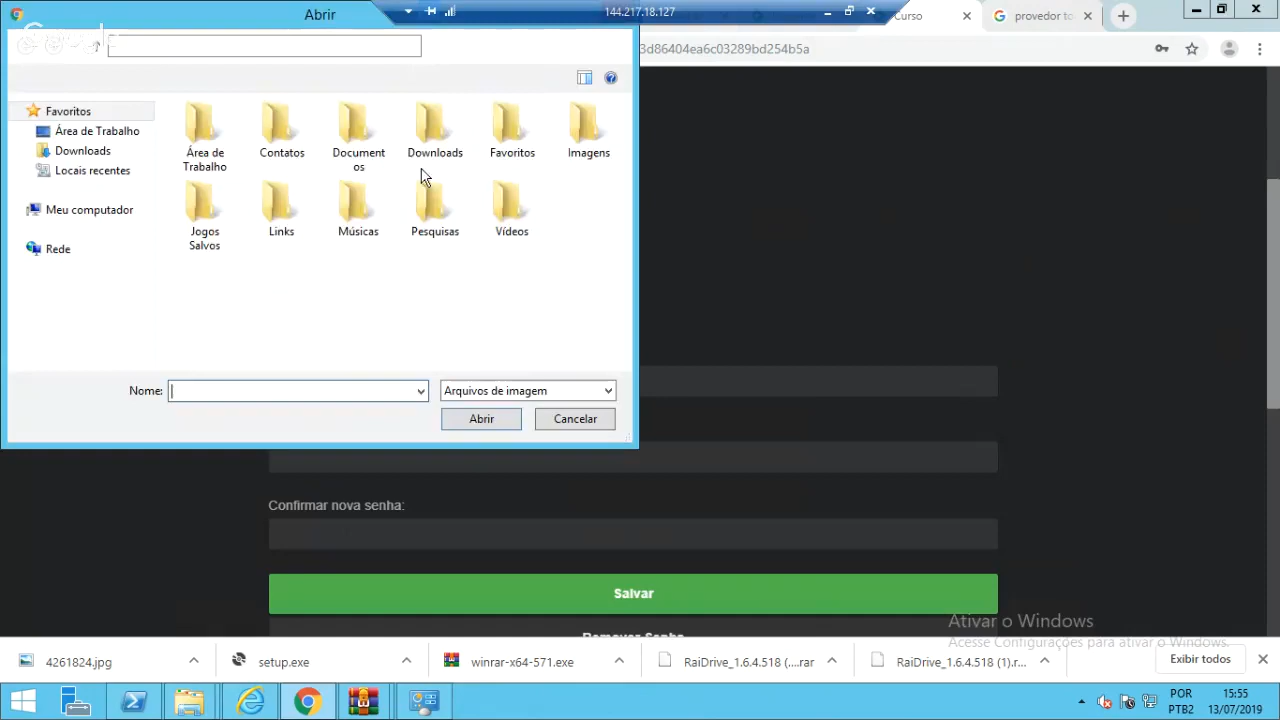 Abrir
144.217.18.127
Curso
provedor to
3d86404ea6c03289bd254b5a
Favoritos
Área de Trabalho
Downloads
Locais recentes
Meu computador
Rede
Área de
Trabalho
Contatos
Document
os
Downloads
Favoritos
Imagens
Jogos
Salvos
Links
Músicas
Pesquisas
Vídeos
Nome:
Arquivos de imagem
Abrir
Cancelar
Confirmar nova senha:
Salvar
Remover Senha
Ativar o Windows
Acesse Configurações para ativar o Windows.
4261824.jpg
setup.exe
winrar-x64-571.exe
RaiDrive_1.6.4.518 (....rar
RaiDrive_1.6.4.518 (1).r...
Exibir todos
POR
PTB2
15:55
13/07/2019